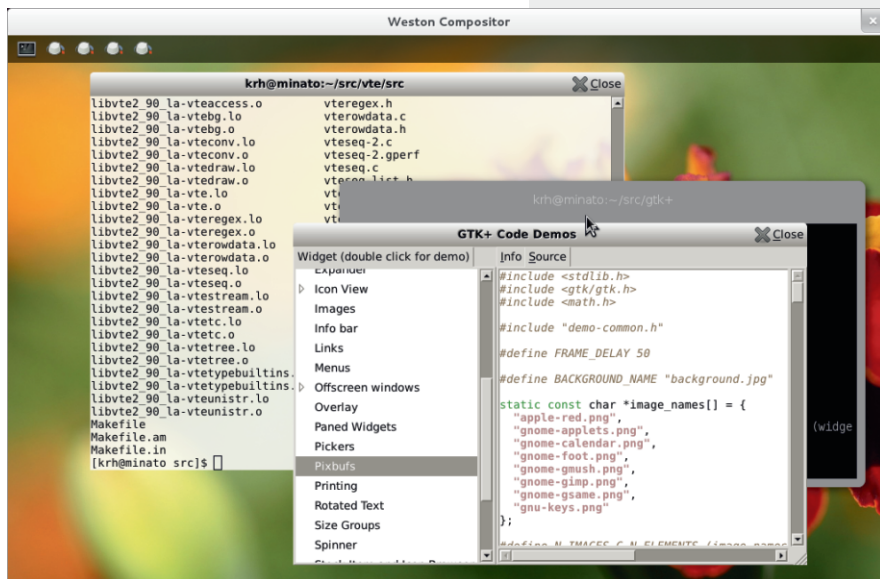 Weston Compositor
krh@minato:~/src/vte/src
Close
libvte2_90_la-vteaccess.o vteregex.h
libvte2_90_la-vtebg.lo vterowdata.c
libvte2_90_la-vtebg.o vterowdata.h
libvte2_90_la-vteconv.lo vteseq-2.c
libvte2_90_la-vteconv.o vteseq-2.gperf
libvte2_90_la-vtedraw.lo vteseq.c
libvte2_90_la-vtedraw.o vteseq-list.h
libvte2_90_la-vte.lo
libvte2_90_la-vte.o
libvte2_90_la-vteregex.lo
libvte2_90_la-vteregex.o
libvte2_90_la-vterowdata.lo
libvte2_90_la-vterowdata.o
libvte2_90_la-vteseq.lo
libvte2_90_la-vteseq.o
libvte2_90_la-vtestream.lo
libvte2_90_la-vtestream.o
libvte2_90_la-vtetc.lo
libvte2_90_la-vtetc.o
libvte2_90_la-vtetree.lo
libvte2_90_la-vtetree.o
libvte2_90_la-vtetypebuiltins.
libvte2_90_la-vtetypebuiltins.
libvte2_90_la-vteunistr.lo
libvte2_90_la-vteunistr.o
Makefile
Makefile.am
Makefile.in
[krh@minato src]$
krh@minato:~/src/gtk+
(widge
GTK+ Code Demos
Close
Widget (double click for demo)
Expander
Icon View
Images
Info bar
Links
Menus
Offscreen windows
Overlay
Paned Widgets
Pickers
Pixbufs
Printing
Rotated Text
Size Groups
Spinner
Info Source
#include <stdlib.h>
#include <gtk/gtk.h>
#include <math.h>
#include "demo-common.h"
#define FRAME_DELAY 50
#define BACKGROUND_NAME "background.jpg"
static const char *image_names[] = {
"apple-red.png",
"gnome-applets.png",
"gnome-calendar.png",
"gnome-foot.png",
"gnome-gmush.png",
"gnome-gimp.png",
"gnome-gsame.png",
"gnu-keys.png"
};
#define N_IMAGES G_N_ELEMENTS (image_names